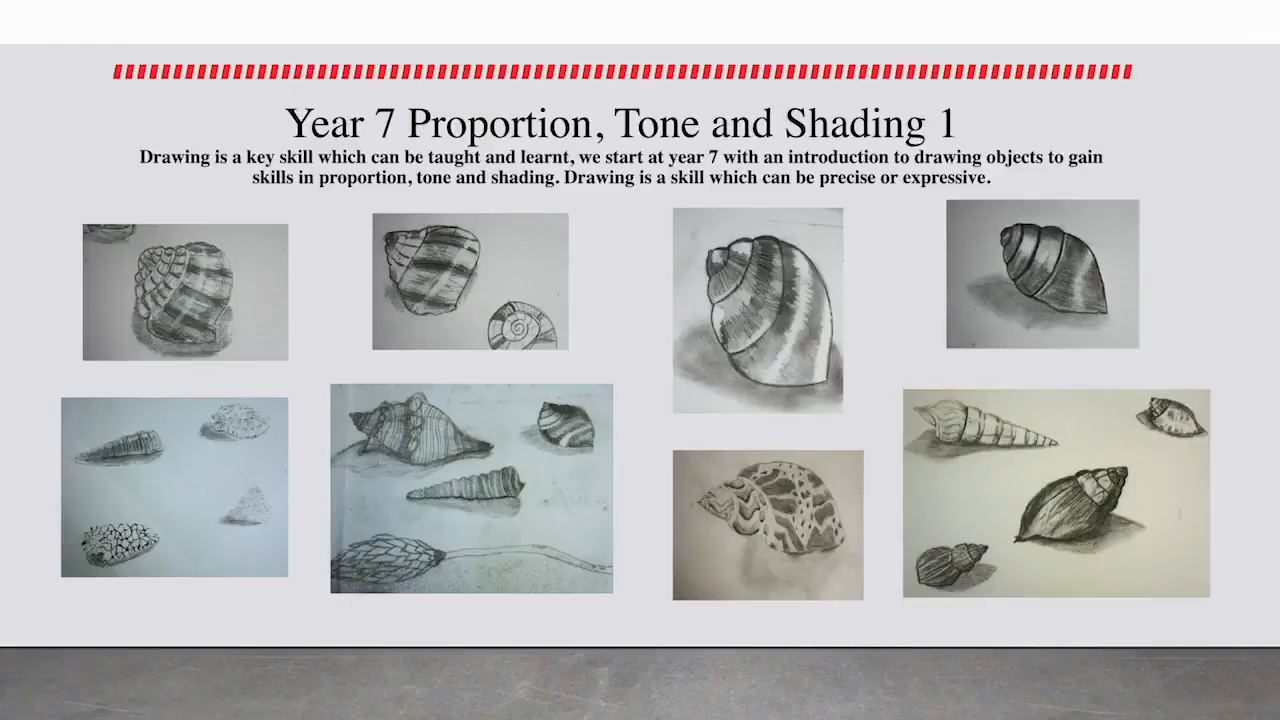 Year 7 Proportion, Tone and Shading 1
Drawing is a key skill which can be taught and learnt, we start at year 7 with an introduction to drawing objects to gain
skills in proportion, tone and shading. Drawing is a skill which can be precise or expressive.